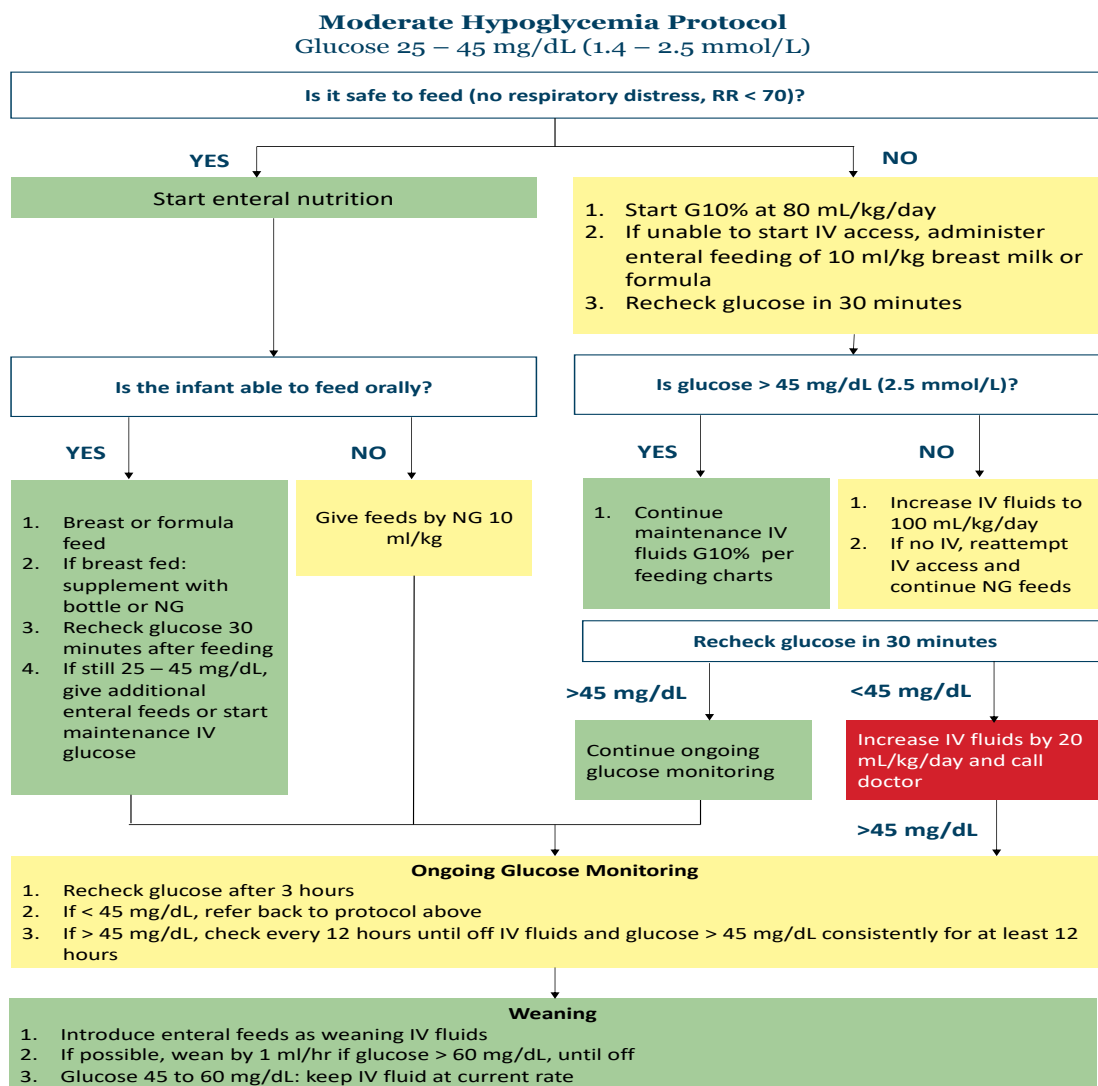 Moderate Hypoglycemia Protocol
Glucose 25 – 45 mg/dL (1.4 – 2.5 mmol/L)
Is it safe to feed (no respiratory distress, RR < 70)?
YES
NO
Start enteral nutrition
1. Start G10% at 80 mL/kg/day
2. If unable to start IV access, administer
enteral feeding of 10 ml/kg breast milk or
formula
3. Recheck glucose in 30 minutes
Is the infant able to feed orally?
Is glucose > 45 mg/dL (2.5 mmol/L)?
YES
NO
YES
NO
1. Breast or formula
feed
2. If breast fed:
supplement with
bottle or NG
3. Recheck glucose 30
minutes after feeding
4. If still 25 – 45 mg/dL,
give additional
enteral feeds or start
maintenance IV
glucose
Give feeds by NG 10
ml/kg
1. Continue
maintenance IV
fluids G10% per
feeding charts
1. Increase IV fluids to
100 mL/kg/day
2. If no IV, reattempt
IV access and
continue NG feeds
Recheck glucose in 30 minutes
>45 mg/dL
<45 mg/dL
Continue ongoing
glucose monitoring
Increase IV fluids by 20
mL/kg/day and call
doctor
>45 mg/dL
Ongoing Glucose Monitoring
1. Recheck glucose after 3 hours
2. If < 45 mg/dL, refer back to protocol above
3. If > 45 mg/dL, check every 12 hours until off IV fluids and glucose > 45 mg/dL consistently for at least 12
hours
Weaning
1. Introduce enteral feeds as weaning IV fluids
2. If possible, wean by 1 ml/hr if glucose > 60 mg/dL, until off
3. Glucose 45 to 60 mg/dL: keep IV fluid at current rate